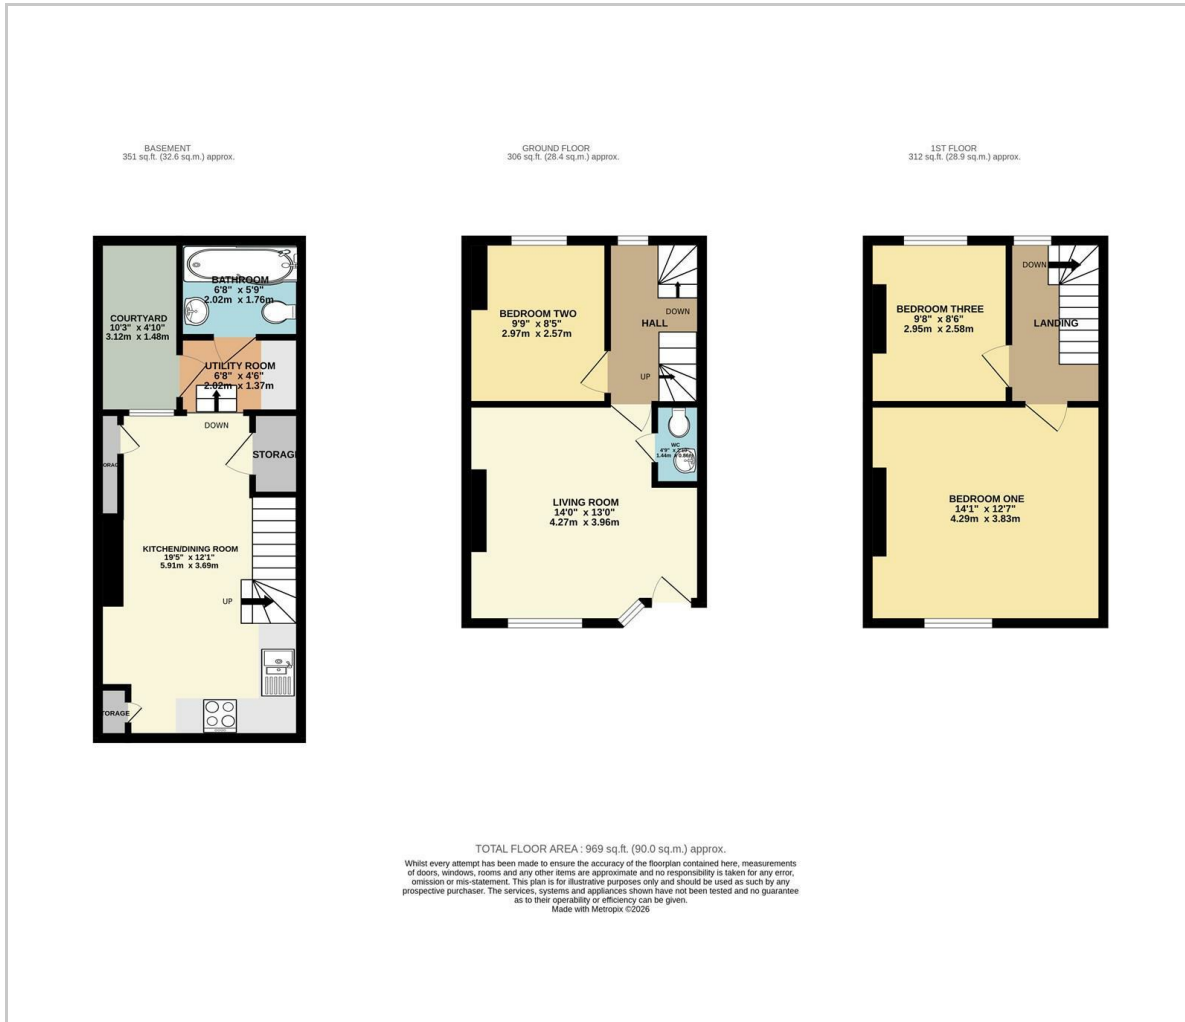 BASEMENT
351 sq.ft. (32.6 sq.m.) approx.
GROUND FLOOR
306 sq.ft. (28.4 sq.m.) approx.
1ST FLOOR
312 sq.ft. (28.9 sq.m.) approx.
COURTYARD
10'3" x 4'10"
3.12m x 1.48m
BATHROOM
6'8" x 5'9"
2.02m x 1.76m
UTILITY ROOM
6'8" x 4'6"
2.02m x 1.37m
DOWN
STORAGE
KITCHEN/DINING ROOM
19'5" x 12'1"
5.91m x 3.69m
UP
BEDROOM TWO
9'9" x 8'5"
2.97m x 2.57m
HALL
DOWN
UP
WC
4'9" x
1.44m x 0.86m
LIVING ROOM
14'0" x 13'0"
4.27m x 3.96m
DOWN
BEDROOM THREE
9'8" x 8'6"
2.95m x 2.58m
LANDING
BEDROOM ONE
14'1" x 12'7"
4.29m x 3.83m
TOTAL FLOOR AREA : 969 sq.ft. (90.0 sq.m.) approx.
Whilst every attempt has been made to ensure the accuracy of the floorplan contained here, measurements
of doors, windows, rooms and any other items are approximate and no responsibility is taken for any error,
omission or mis-statement. This plan is for illustrative purposes only and should be used as such by any
prospective purchaser. The services, systems and appliances shown have not been tested and no guarantee
as to their operability or efficiency can be given.
Made with Metropix ©2026